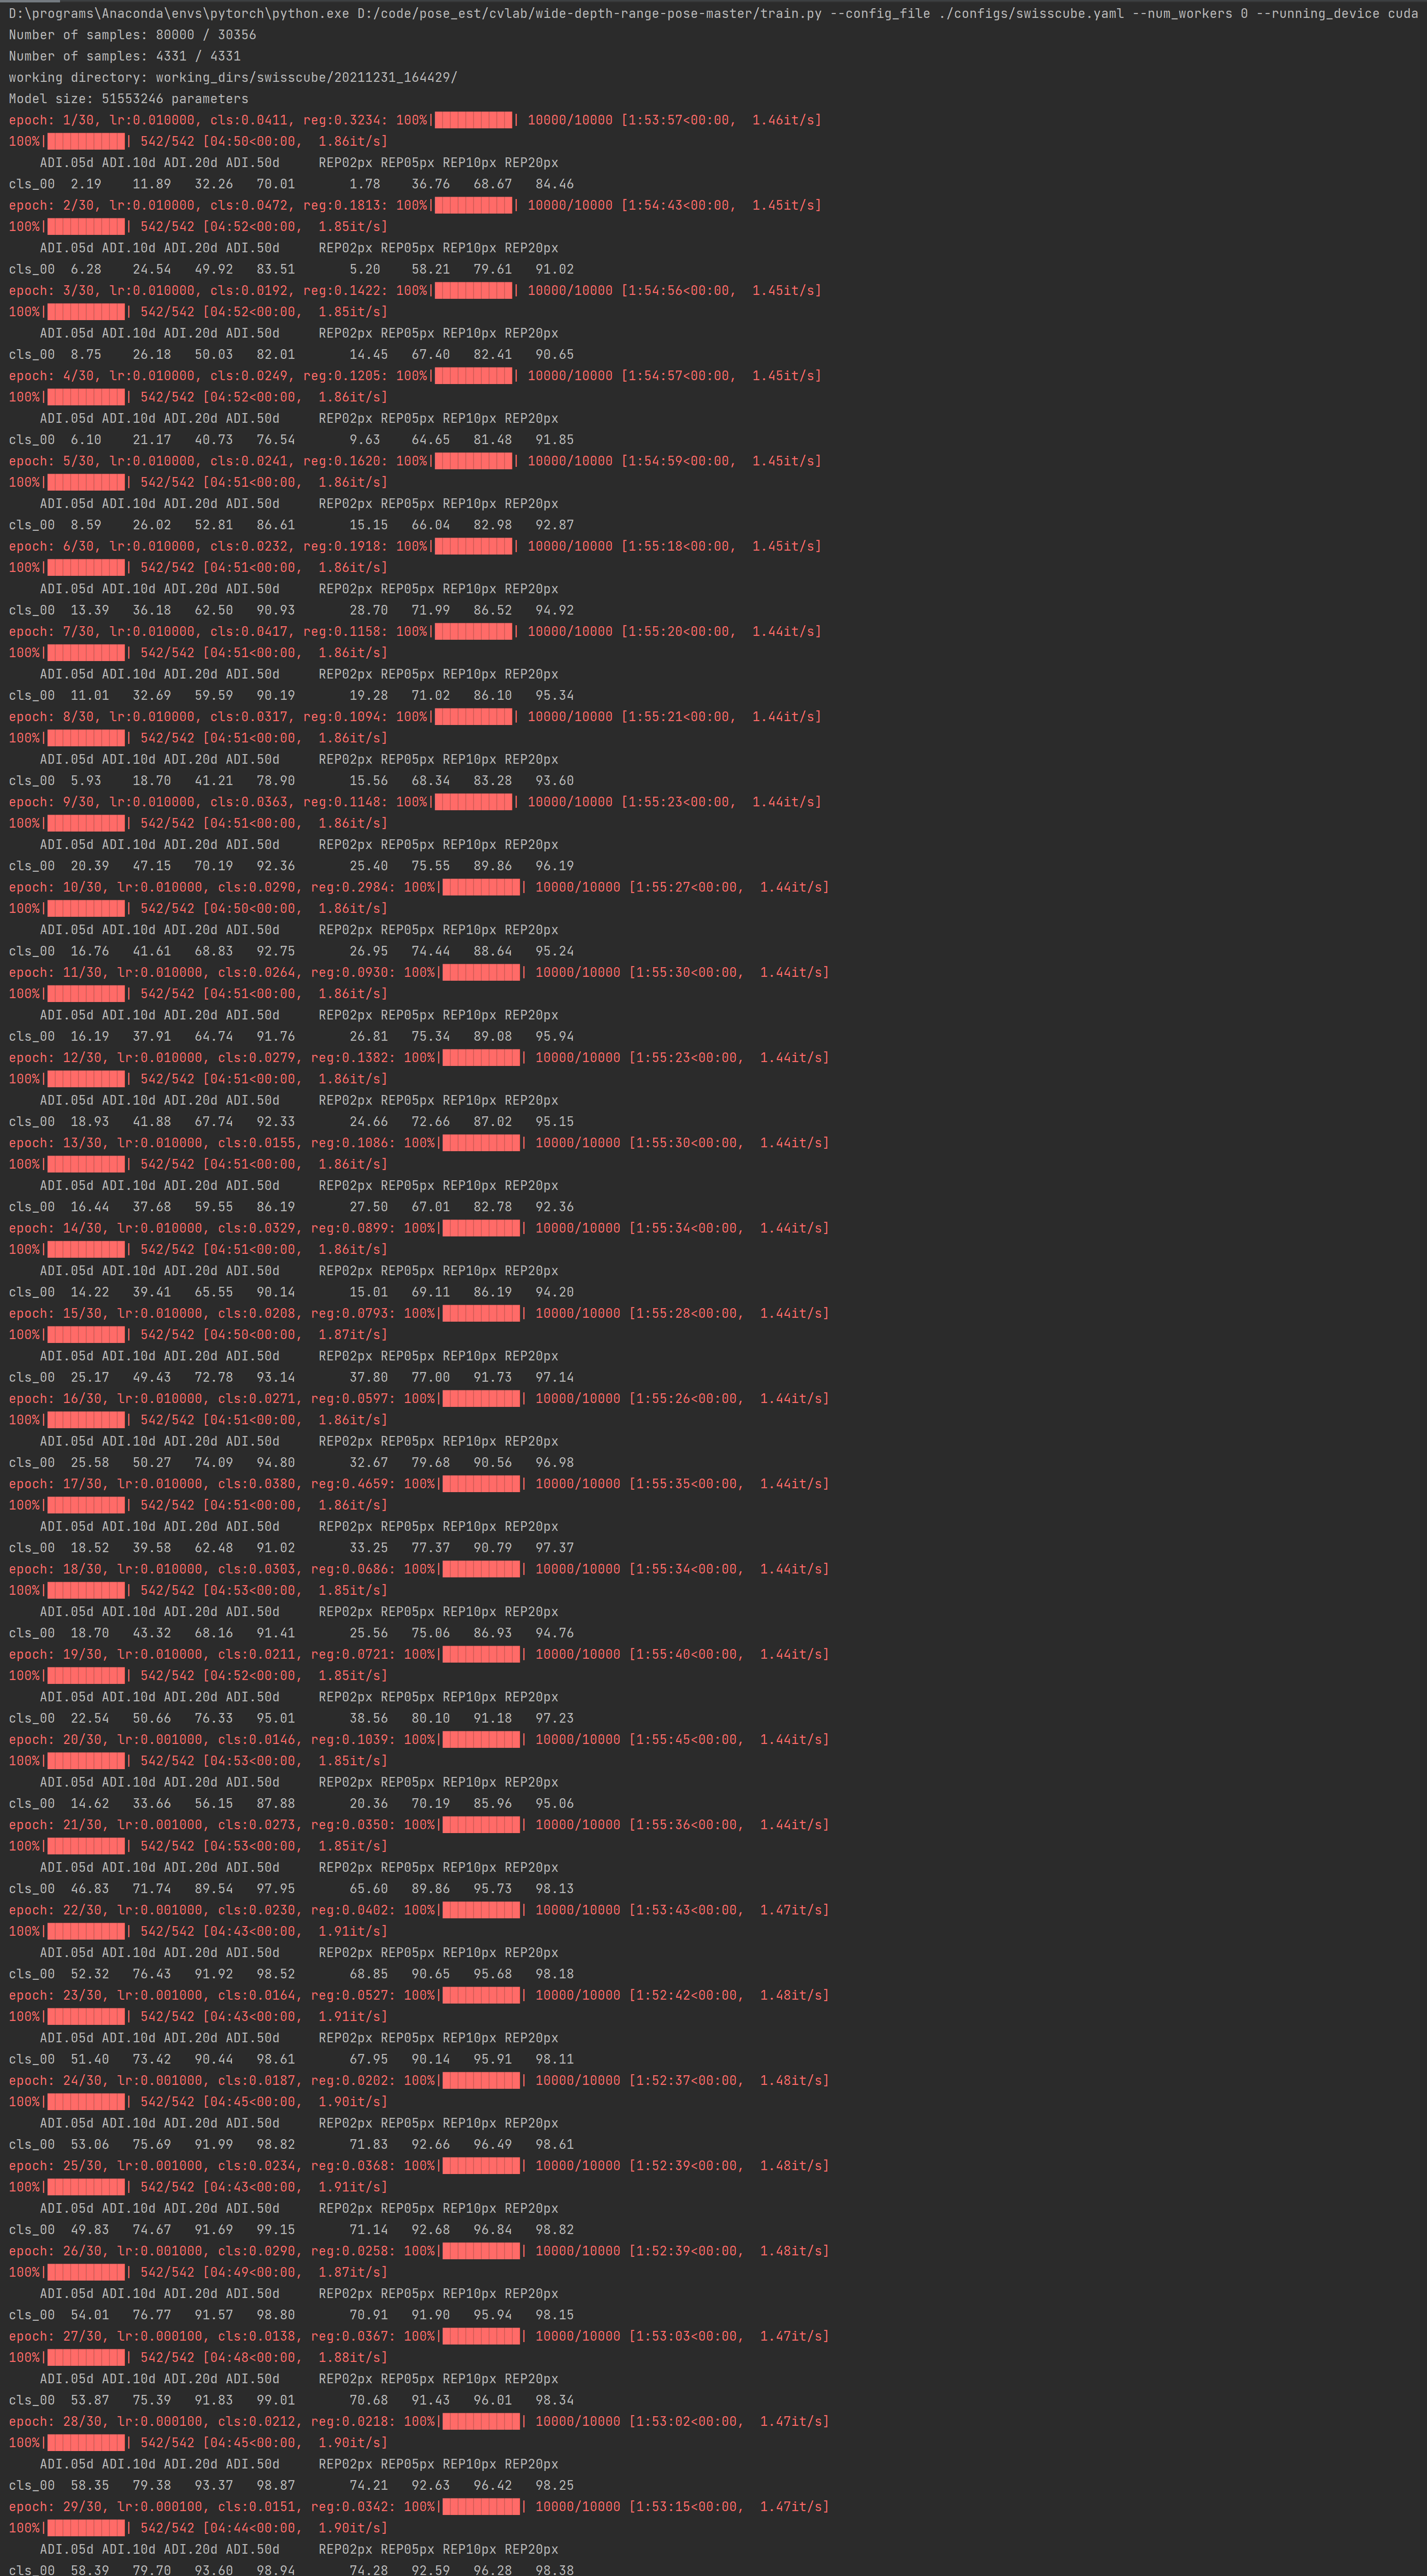 D:\programs\Anaconda\envs\pytorch\python.exe D:/code/pose_est/cvlab/wide-depth-range-pose-master/train.py --config_file ./configs/swisscube.yaml --num_workers 0 --running_device cuda
Number of samples: 80000 / 30356
Number of samples: 4331 / 4331
working directory: working_dirs/swisscube/20211231_164429/
Model size: 51553246 parameters
epoch: 1/30, lr:0.010000, cls:0.0411, reg:0.3234: 100%|██████████| 10000/10000 [1:53:57<00:00,  1.46it/s]
100%|██████████| 542/542 [04:50<00:00,  1.86it/s]
    ADI.05d ADI.10d ADI.20d ADI.50d     REP02px REP05px REP10px REP20px
cls_00  2.19    11.89   32.26   70.01       1.78    36.76   68.67   84.46
epoch: 2/30, lr:0.010000, cls:0.0472, reg:0.1813: 100%|██████████| 10000/10000 [1:54:43<00:00,  1.45it/s]
100%|██████████| 542/542 [04:52<00:00,  1.85it/s]
    ADI.05d ADI.10d ADI.20d ADI.50d     REP02px REP05px REP10px REP20px
cls_00  6.28    24.54   49.92   83.51       5.20    58.21   79.61   91.02
epoch: 3/30, lr:0.010000, cls:0.0192, reg:0.1422: 100%|██████████| 10000/10000 [1:54:56<00:00,  1.45it/s]
100%|██████████| 542/542 [04:52<00:00,  1.85it/s]
    ADI.05d ADI.10d ADI.20d ADI.50d     REP02px REP05px REP10px REP20px
cls_00  8.75    26.18   50.03   82.01       14.45   67.40   82.41   90.65
epoch: 4/30, lr:0.010000, cls:0.0249, reg:0.1205: 100%|██████████| 10000/10000 [1:54:57<00:00,  1.45it/s]
100%|██████████| 542/542 [04:52<00:00,  1.86it/s]
    ADI.05d ADI.10d ADI.20d ADI.50d     REP02px REP05px REP10px REP20px
cls_00  6.10    21.17   40.73   76.54       9.63    64.65   81.48   91.85
epoch: 5/30, lr:0.010000, cls:0.0241, reg:0.1620: 100%|██████████| 10000/10000 [1:54:59<00:00,  1.45it/s]
100%|██████████| 542/542 [04:51<00:00,  1.86it/s]
    ADI.05d ADI.10d ADI.20d ADI.50d     REP02px REP05px REP10px REP20px
cls_00  8.59    26.02   52.81   86.61       15.15   66.04   82.98   92.87
epoch: 6/30, lr:0.010000, cls:0.0232, reg:0.1918: 100%|██████████| 10000/10000 [1:55:18<00:00,  1.45it/s]
100%|██████████| 542/542 [04:51<00:00,  1.86it/s]
    ADI.05d ADI.10d ADI.20d ADI.50d     REP02px REP05px REP10px REP20px
cls_00  13.39   36.18   62.50   90.93       28.70   71.99   86.52   94.92
epoch: 7/30, lr:0.010000, cls:0.0417, reg:0.1158: 100%|██████████| 10000/10000 [1:55:20<00:00,  1.44it/s]
100%|██████████| 542/542 [04:51<00:00,  1.86it/s]
    ADI.05d ADI.10d ADI.20d ADI.50d     REP02px REP05px REP10px REP20px
cls_00  11.01   32.69   59.59   90.19       19.28   71.02   86.10   95.34
epoch: 8/30, lr:0.010000, cls:0.0317, reg:0.1094: 100%|██████████| 10000/10000 [1:55:21<00:00,  1.44it/s]
100%|██████████| 542/542 [04:51<00:00,  1.86it/s]
    ADI.05d ADI.10d ADI.20d ADI.50d     REP02px REP05px REP10px REP20px
cls_00  5.93    18.70   41.21   78.90       15.56   68.34   83.28   93.60
epoch: 9/30, lr:0.010000, cls:0.0363, reg:0.1148: 100%|██████████| 10000/10000 [1:55:23<00:00,  1.44it/s]
100%|██████████| 542/542 [04:51<00:00,  1.86it/s]
    ADI.05d ADI.10d ADI.20d ADI.50d     REP02px REP05px REP10px REP20px
cls_00  20.39   47.15   70.19   92.36       25.40   75.55   89.86   96.19
epoch: 10/30, lr:0.010000, cls:0.0290, reg:0.2984: 100%|██████████| 10000/10000 [1:55:27<00:00,  1.44it/s]
100%|██████████| 542/542 [04:50<00:00,  1.86it/s]
    ADI.05d ADI.10d ADI.20d ADI.50d     REP02px REP05px REP10px REP20px
cls_00  16.76   41.61   68.83   92.75       26.95   74.44   88.64   95.24
epoch: 11/30, lr:0.010000, cls:0.0264, reg:0.0930: 100%|██████████| 10000/10000 [1:55:30<00:00,  1.44it/s]
100%|██████████| 542/542 [04:51<00:00,  1.86it/s]
    ADI.05d ADI.10d ADI.20d ADI.50d     REP02px REP05px REP10px REP20px
cls_00  16.19   37.91   64.74   91.76       26.81   75.34   89.08   95.94
epoch: 12/30, lr:0.010000, cls:0.0279, reg:0.1382: 100%|██████████| 10000/10000 [1:55:23<00:00,  1.44it/s]
100%|██████████| 542/542 [04:51<00:00,  1.86it/s]
    ADI.05d ADI.10d ADI.20d ADI.50d     REP02px REP05px REP10px REP20px
cls_00  18.93   41.88   67.74   92.33       24.66   72.66   87.02   95.15
epoch: 13/30, lr:0.010000, cls:0.0155, reg:0.1086: 100%|██████████| 10000/10000 [1:55:30<00:00,  1.44it/s]
100%|██████████| 542/542 [04:51<00:00,  1.86it/s]
    ADI.05d ADI.10d ADI.20d ADI.50d     REP02px REP05px REP10px REP20px
cls_00  16.44   37.68   59.55   86.19       27.50   67.01   82.78   92.36
epoch: 14/30, lr:0.010000, cls:0.0329, reg:0.0899: 100%|██████████| 10000/10000 [1:55:34<00:00,  1.44it/s]
100%|██████████| 542/542 [04:51<00:00,  1.86it/s]
    ADI.05d ADI.10d ADI.20d ADI.50d     REP02px REP05px REP10px REP20px
cls_00  14.22   39.41   65.55   90.14       15.01   69.11   86.19   94.20
epoch: 15/30, lr:0.010000, cls:0.0208, reg:0.0793: 100%|██████████| 10000/10000 [1:55:28<00:00,  1.44it/s]
100%|██████████| 542/542 [04:50<00:00,  1.87it/s]
    ADI.05d ADI.10d ADI.20d ADI.50d     REP02px REP05px REP10px REP20px
cls_00  25.17   49.43   72.78   93.14       37.80   77.00   91.73   97.14
epoch: 16/30, lr:0.010000, cls:0.0271, reg:0.0597: 100%|██████████| 10000/10000 [1:55:26<00:00,  1.44it/s]
100%|██████████| 542/542 [04:51<00:00,  1.86it/s]
    ADI.05d ADI.10d ADI.20d ADI.50d     REP02px REP05px REP10px REP20px
cls_00  25.58   50.27   74.09   94.80       32.67   79.68   90.56   96.98
epoch: 17/30, lr:0.010000, cls:0.0380, reg:0.4659: 100%|██████████| 10000/10000 [1:55:35<00:00,  1.44it/s]
100%|██████████| 542/542 [04:51<00:00,  1.86it/s]
    ADI.05d ADI.10d ADI.20d ADI.50d     REP02px REP05px REP10px REP20px
cls_00  18.52   39.58   62.48   91.02       33.25   77.37   90.79   97.37
epoch: 18/30, lr:0.010000, cls:0.0303, reg:0.0686: 100%|██████████| 10000/10000 [1:55:34<00:00,  1.44it/s]
100%|██████████| 542/542 [04:53<00:00,  1.85it/s]
    ADI.05d ADI.10d ADI.20d ADI.50d     REP02px REP05px REP10px REP20px
cls_00  18.70   43.32   68.16   91.41       25.56   75.06   86.93   94.76
epoch: 19/30, lr:0.010000, cls:0.0211, reg:0.0721: 100%|██████████| 10000/10000 [1:55:40<00:00,  1.44it/s]
100%|██████████| 542/542 [04:52<00:00,  1.85it/s]
    ADI.05d ADI.10d ADI.20d ADI.50d     REP02px REP05px REP10px REP20px
cls_00  22.54   50.66   76.33   95.01       38.56   80.10   91.18   97.23
epoch: 20/30, lr:0.001000, cls:0.0146, reg:0.1039: 100%|██████████| 10000/10000 [1:55:45<00:00,  1.44it/s]
100%|██████████| 542/542 [04:53<00:00,  1.85it/s]
    ADI.05d ADI.10d ADI.20d ADI.50d     REP02px REP05px REP10px REP20px
cls_00  14.62   33.66   56.15   87.88       20.36   70.19   85.96   95.06
epoch: 21/30, lr:0.001000, cls:0.0273, reg:0.0350: 100%|██████████| 10000/10000 [1:55:36<00:00,  1.44it/s]
100%|██████████| 542/542 [04:53<00:00,  1.85it/s]
    ADI.05d ADI.10d ADI.20d ADI.50d     REP02px REP05px REP10px REP20px
cls_00  46.83   71.74   89.54   97.95       65.60   89.86   95.73   98.13
epoch: 22/30, lr:0.001000, cls:0.0230, reg:0.0402: 100%|██████████| 10000/10000 [1:53:43<00:00,  1.47it/s]
100%|██████████| 542/542 [04:43<00:00,  1.91it/s]
    ADI.05d ADI.10d ADI.20d ADI.50d     REP02px REP05px REP10px REP20px
cls_00  52.32   76.43   91.92   98.52       68.85   90.65   95.68   98.18
epoch: 23/30, lr:0.001000, cls:0.0164, reg:0.0527: 100%|██████████| 10000/10000 [1:52:42<00:00,  1.48it/s]
100%|██████████| 542/542 [04:43<00:00,  1.91it/s]
    ADI.05d ADI.10d ADI.20d ADI.50d     REP02px REP05px REP10px REP20px
cls_00  51.40   73.42   90.44   98.61       67.95   90.14   95.91   98.11
epoch: 24/30, lr:0.001000, cls:0.0187, reg:0.0202: 100%|██████████| 10000/10000 [1:52:37<00:00,  1.48it/s]
100%|██████████| 542/542 [04:45<00:00,  1.90it/s]
    ADI.05d ADI.10d ADI.20d ADI.50d     REP02px REP05px REP10px REP20px
cls_00  53.06   75.69   91.99   98.82       71.83   92.66   96.49   98.61
epoch: 25/30, lr:0.001000, cls:0.0234, reg:0.0368: 100%|██████████| 10000/10000 [1:52:39<00:00,  1.48it/s]
100%|██████████| 542/542 [04:43<00:00,  1.91it/s]
    ADI.05d ADI.10d ADI.20d ADI.50d     REP02px REP05px REP10px REP20px
cls_00  49.83   74.67   91.69   99.15       71.14   92.68   96.84   98.82
epoch: 26/30, lr:0.001000, cls:0.0290, reg:0.0258: 100%|██████████| 10000/10000 [1:52:39<00:00,  1.48it/s]
100%|██████████| 542/542 [04:49<00:00,  1.87it/s]
    ADI.05d ADI.10d ADI.20d ADI.50d     REP02px REP05px REP10px REP20px
cls_00  54.01   76.77   91.57   98.80       70.91   91.90   95.94   98.15
epoch: 27/30, lr:0.000100, cls:0.0138, reg:0.0367: 100%|██████████| 10000/10000 [1:53:03<00:00,  1.47it/s]
100%|██████████| 542/542 [04:48<00:00,  1.88it/s]
    ADI.05d ADI.10d ADI.20d ADI.50d     REP02px REP05px REP10px REP20px
cls_00  53.87   75.39   91.83   99.01       70.68   91.43   96.01   98.34
epoch: 28/30, lr:0.000100, cls:0.0212, reg:0.0218: 100%|██████████| 10000/10000 [1:53:02<00:00,  1.47it/s]
100%|██████████| 542/542 [04:45<00:00,  1.90it/s]
    ADI.05d ADI.10d ADI.20d ADI.50d     REP02px REP05px REP10px REP20px
cls_00  58.35   79.38   93.37   98.87       74.21   92.63   96.42   98.25
epoch: 29/30, lr:0.000100, cls:0.0151, reg:0.0342: 100%|██████████| 10000/10000 [1:53:15<00:00,  1.47it/s]
100%|██████████| 542/542 [04:44<00:00,  1.90it/s]
    ADI.05d ADI.10d ADI.20d ADI.50d     REP02px REP05px REP10px REP20px
cls_00  58.39   79.70   93.60   98.94       74.28   92.59   96.28   98.38